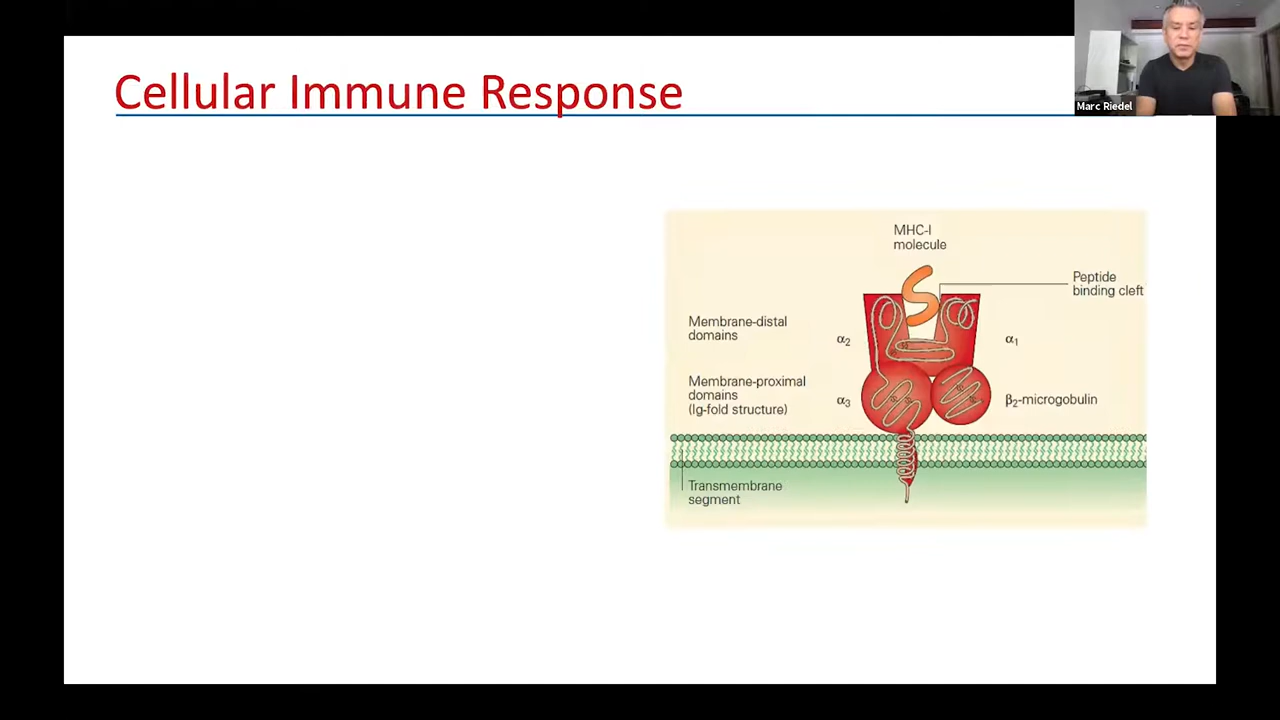 Cellular Immune Response
Marc Riedel
MHC-I
molecule
Peptide
binding cleft
Membrane-distal
domains
α2
α1
Membrane-proximal
domains
(Ig-fold structure)
α3
β2-microgobulin
Transmembrane
segment